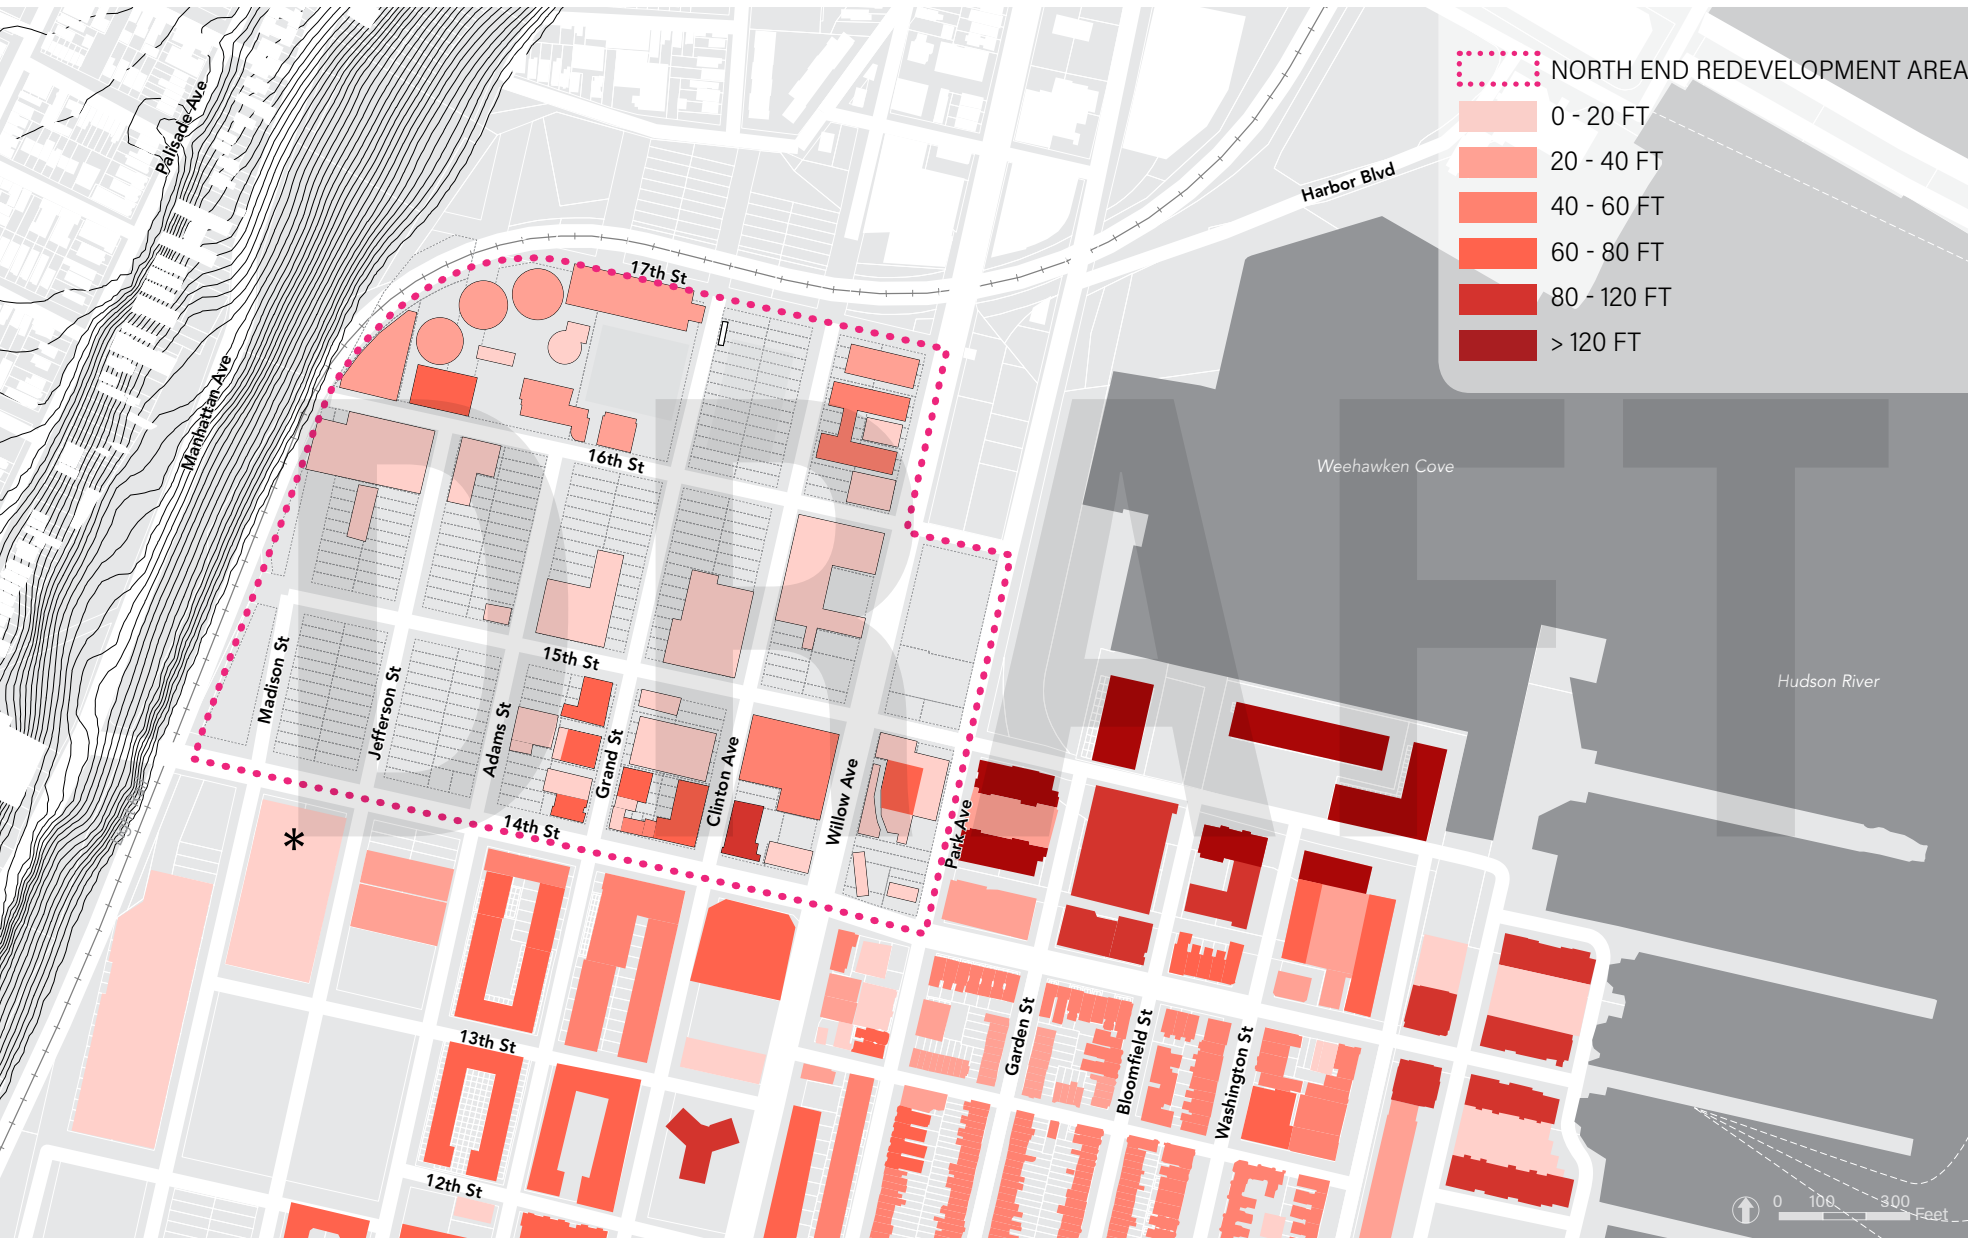 NORTH END REDEVELOPMENT AREA
0 - 20 FT
20 - 40 FT
40 - 60 FT
60 - 80 FT
80 - 120 FT
> 120 FT
Palisade Ave
Harbor Blvd
17th St
Manhattan Ave
16th St
Weehawken Cove
DRAFT
15th St
Madison St
Jefferson St
Adams St
Grand St
Clinton Ave
Willow Ave
Park Ave
Hudson River
14th St
*
13th St
Garden St
Bloomfield St
Washington St
12th St
0 100 300
Feet